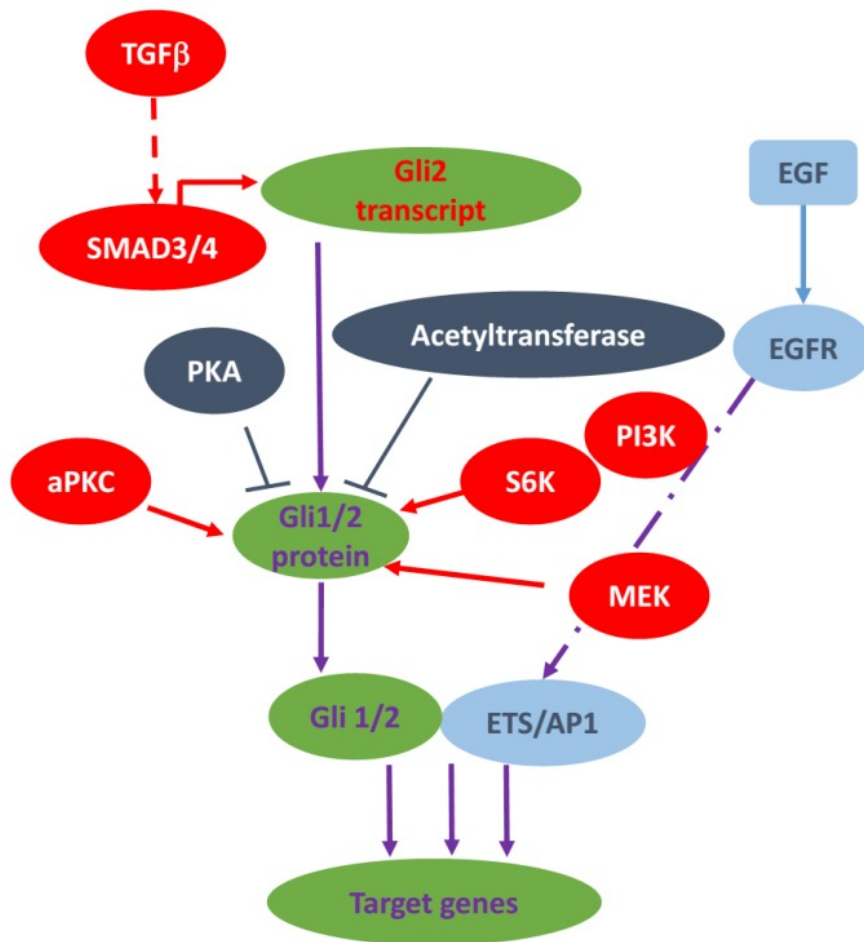 TGFβ
EGF
Gli2
transcript
SMAD3/4
Acetyltransferase
EGFR
PKA
PI3K
aPKC
S6K
Gli1/2
protein
MEK
Gli 1/2
ETS/AP1
Target genes